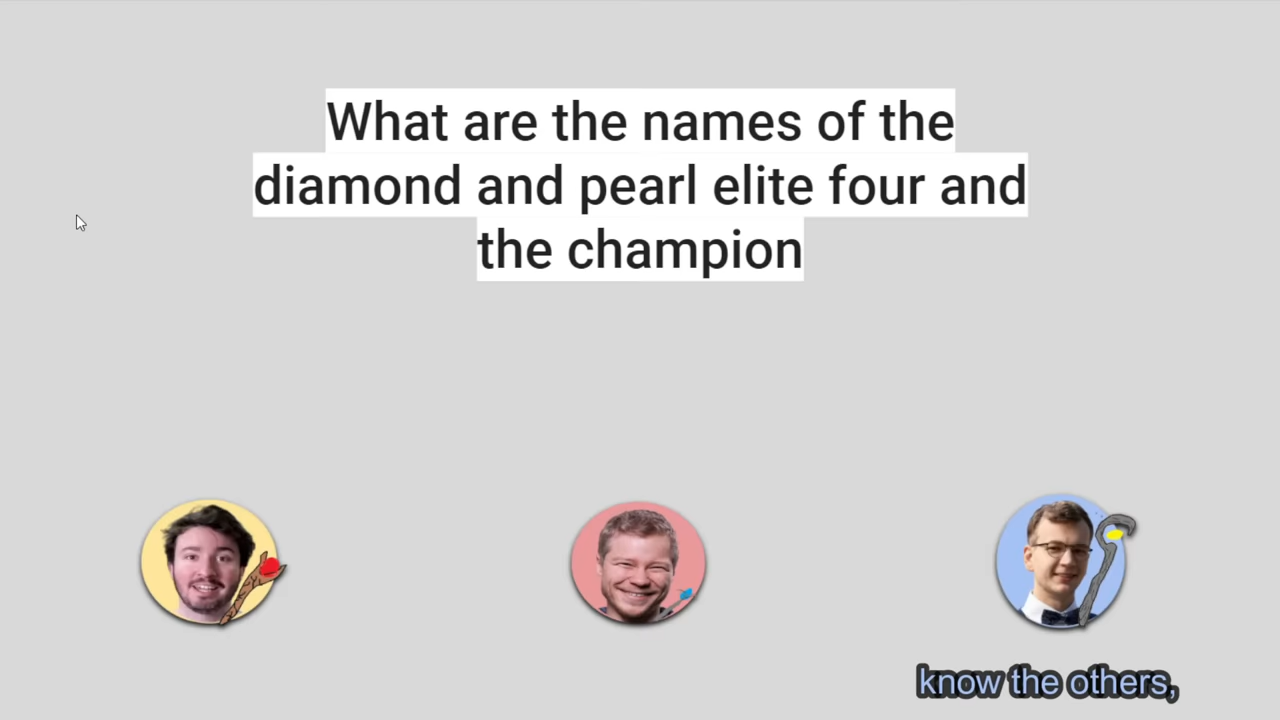 What are the names of the
diamond and pearl elite four and
the champion
know the others,